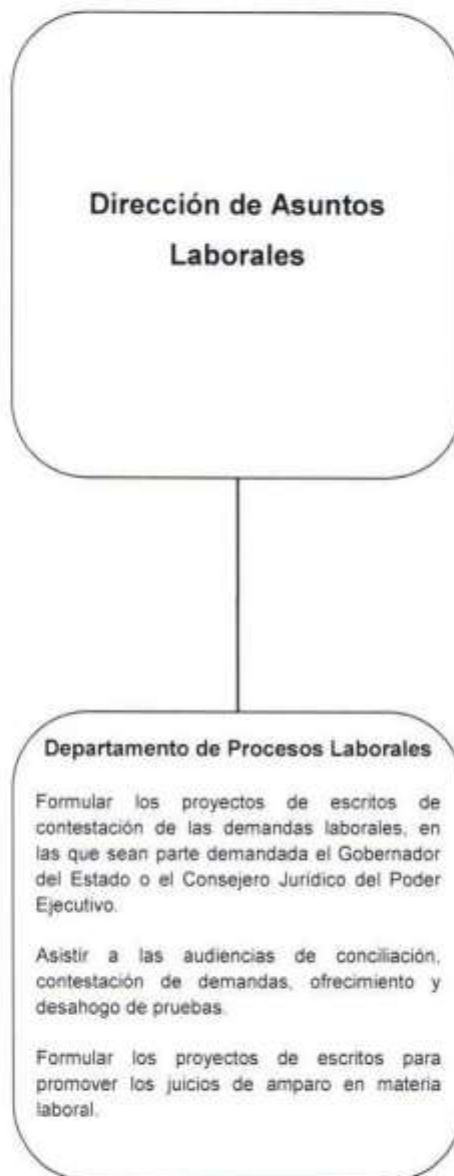 Dirección de Asuntos
Laborales
Departamento de Procesos Laborales
Formular los proyectos de escritos de
contestación de las demandas laborales, en
las que sean parte demandada el Gobernador
del Estado o el Consejero Jurídico del Poder
Ejecutivo.
Asistir a las audiencias de conciliación,
contestación de demandas, ofrecimiento y
desahogo de pruebas.
Formular los proyectos de escritos para
promover los juicios de amparo en materia
laboral.